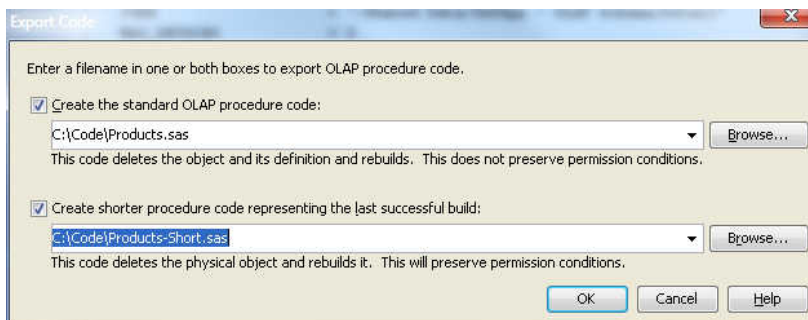 Export Code
Enter a filename in one or both boxes to export OLAP procedure code.
Create the standard OLAP procedure code:
C:\Code\Products.sas
Browse...
This code deletes the object and its definition and rebuilds. This does not preserve permission conditions.
Create shorter procedure code representing the last successful build:
C:\Code\Products-Short.sas
Browse...
This code deletes the physical object and rebuilds it. This will preserve permission conditions.
OK
Cancel
Help